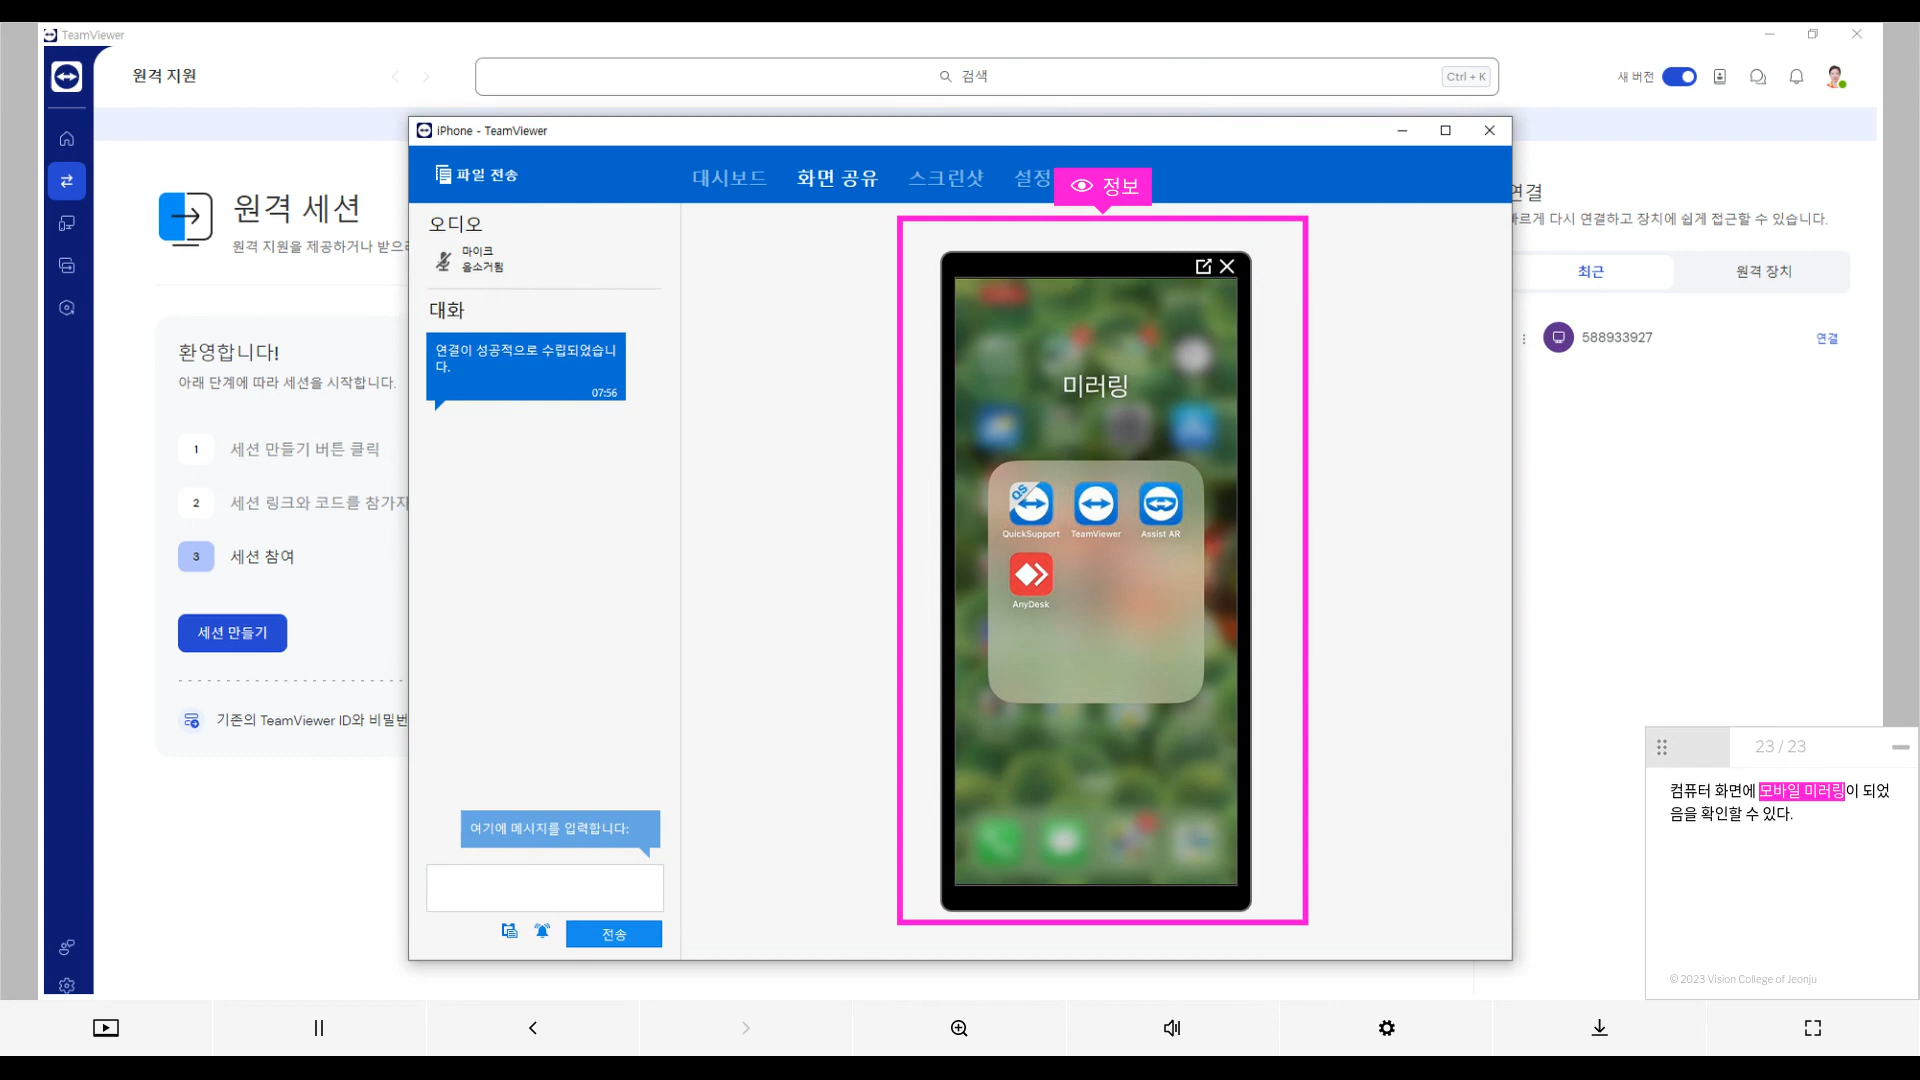 TeamViewer
원격 지원
검색
Ctrl + K
새 버전
iPhone - TeamViewer
파일 전송
대시보드
화면 공유
스크린샷
설정
정보
원격 세션
원격 지원을 제공하거나 받으
환영합니다!
아래 단계에 따라 세션을 시작합니다.
1
세션 만들기 버튼 클릭
2
세션 링크와 코드를 참가자
3
세션 참여
세션 만들기
기존의 TeamViewer ID와 비밀번
오디오
마이크
음소거됨
대화
연결이 성공적으로 수립되었습니
다.
07:56
여기에 메시지를 입력합니다:
전송
미러링
QS
QuickSupport
TeamViewer
Assist AR
AnyDesk
연결
빠르게 다시 연결하고 장치에 쉽게 접근할 수 있습니다.
최근
원격 장치
588933927
연결
23 / 23
컴퓨터 화면에 모바일 미러링이 되었
음을 확인할 수 있다.
© 2023 Vision College of Jeonju